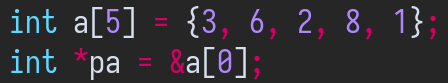 int a[5] = {3, 6, 2, 8, 1};
int *pa = &a[0];